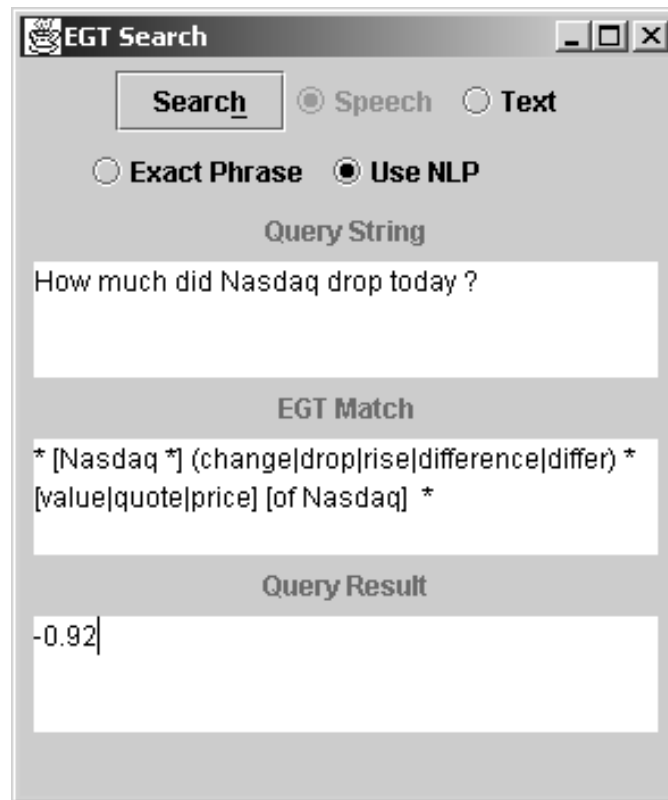 EGT Search
Search Speech Text
Exact Phrase Use NLP
Query String
How much did Nasdaq drop today ?
EGT Match
* [Nasdaq *] (change|drop|rise|difference|differ) *
[value|quote|price] [of Nasdaq] *
Query Result
-0.92